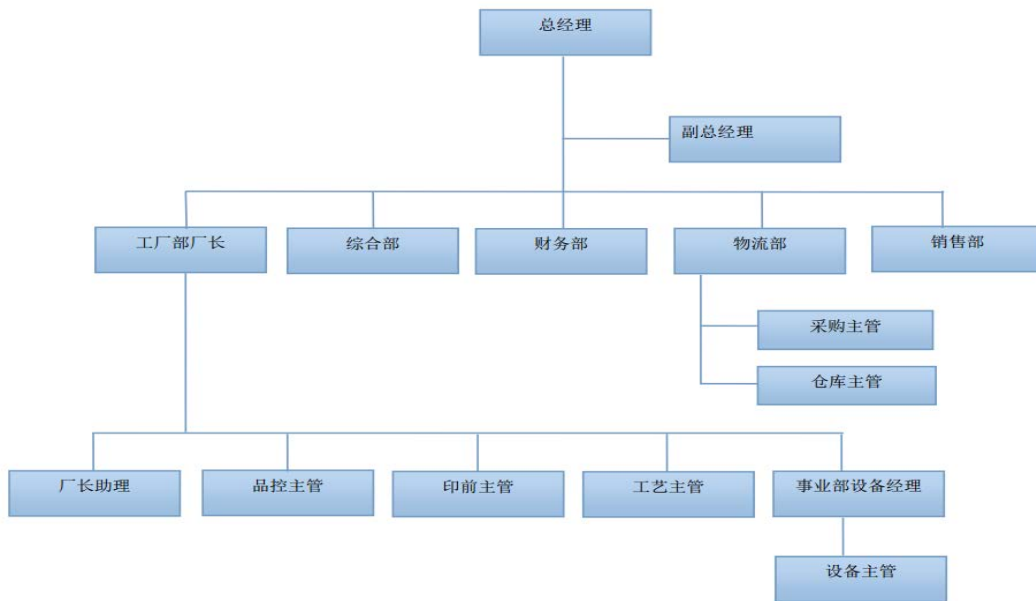 总经理
副总经理
工厂部厂长
综合部
财务部
物流部
销售部
采购主管
仓库主管
厂长助理
品控主管
印前主管
工艺主管
事业部设备经理
设备主管